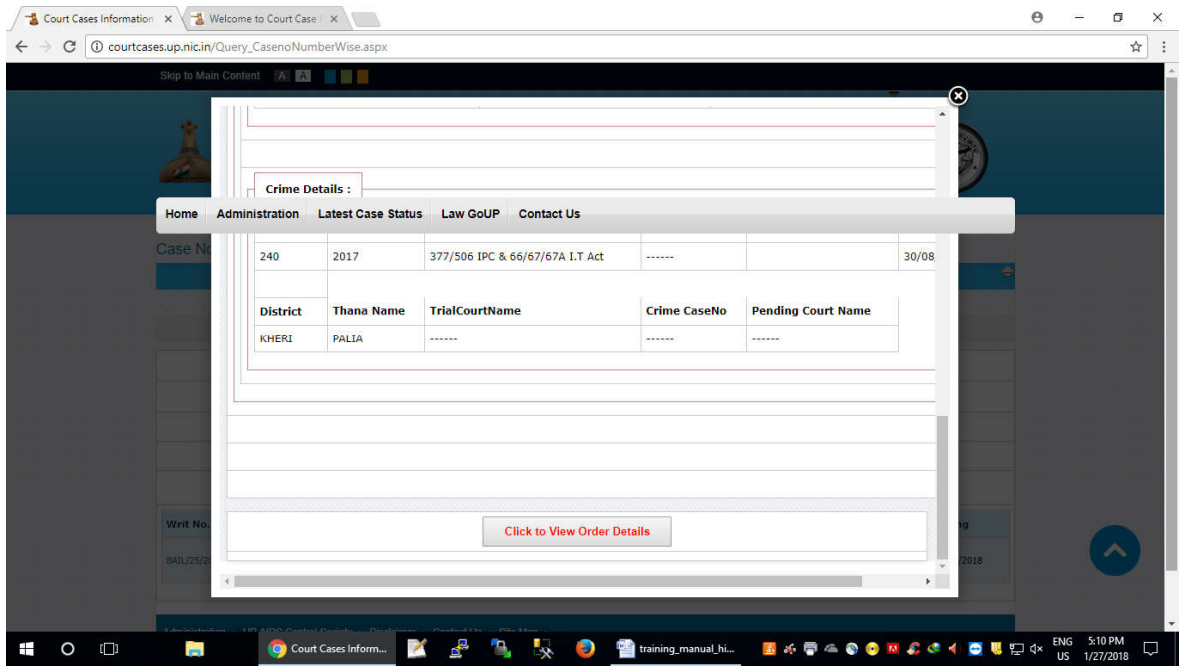 Court Cases Information
Welcome to Court Case
courtcases.up.nic.in/Query_CasenoNumberWise.aspx
Skip to Main Content A A
Crime Details :
Home Administration Latest Case Status Law GoUP Contact Us
Case No
240 2017 377/506 IPC & 66/67/67A I.T Act ------ 30/08
District Thana Name TrialCourtName Crime CaseNo Pending Court Name
KHERI PALIA ------ ------ ------
Writ No.
BAIL/25/20 /2018
Click to View Order Details
Court Cases Inform... training_manual_hi... ENG 5:10 PM
US 1/27/2018